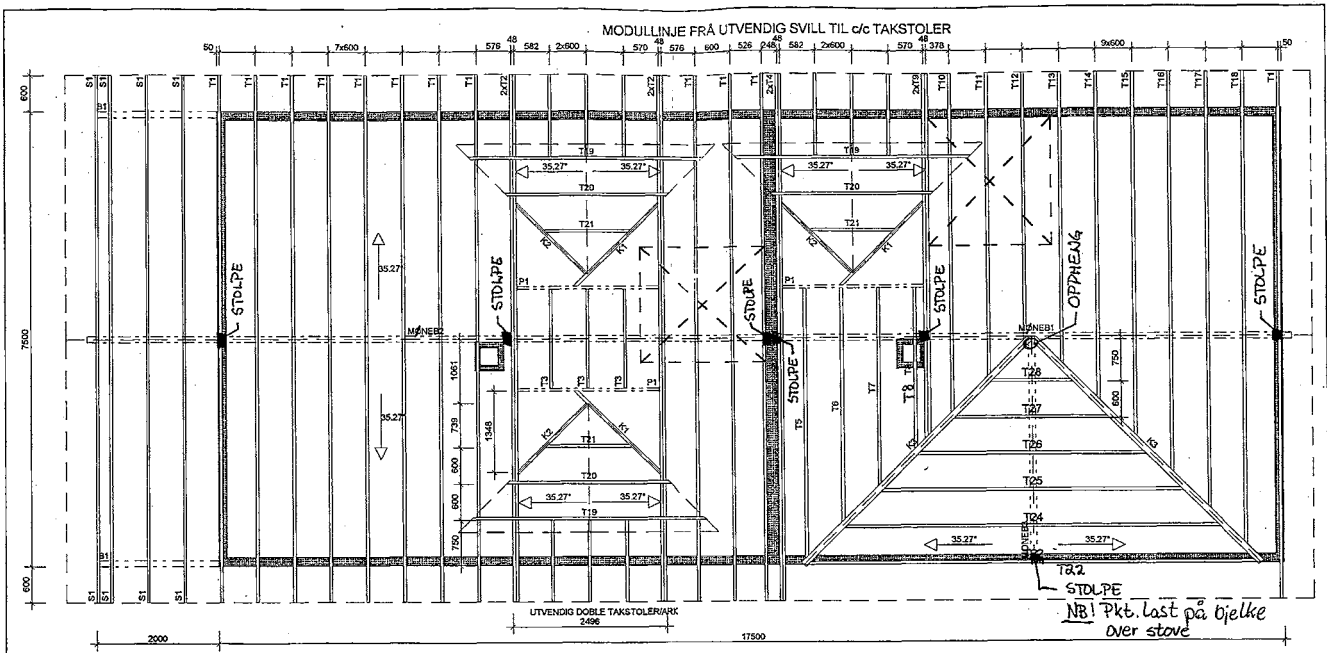 MODULLINJE FRÅ UTVENDIG SVILL TIL c/c TAKSTOLER
50 7x600 576 48 582 2x600 570 48 576 600 526 248 48 582 2x600 570 48 378 9x600 50
600 S1 S1 S1 S1 T1 T1 T1 T1 T1 T1 T1 T1 2xT2 2xT2 T1 T1 T1 2xT4 2xT9 T10 T11 T12 T13 T14 T15 T16 T17 T18 T1
B1
T19 T19
35.27° 35.27° 35.27° 35.27°
T20 T20
T21 T21
K2 K1 K2 K1
35.27°
P1 P1
STOLPE STOLPE STOLPE STOLPE OPPHENG STOLPE
7500 MØNEB2 MØNEB1
STOLPE
1061 750
T3 T3 T3 P1 T5 T6 T7 T8 T28
35.27° 600
T27
739 1348 K2 K1 K3 K3
T21 T26
600 T20 T25
600 35.27° 35.27°
T19 T24
750 35.27° 35.27°
B1 MØNEB3
T22
STOLPE
600 S1 S1 S1 S1
UTVENDIG DOBLE TAKSTOLER/ARK
2496
NB! Pkt. last på bjelke
over stove
2000 17500